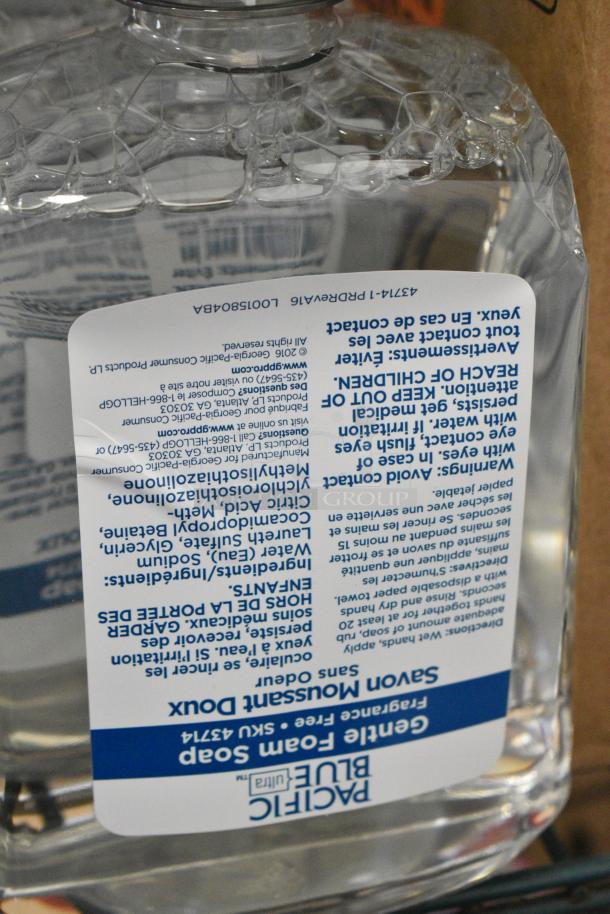 PACIFIC
BLUE ultra™
Gentle Foam Soap
Fragrance Free • SKU 43714
Savon Moussant Doux
Sans Odeur
Directions: Wet hands, apply
adequate amount of soap, rub
hands together for at least 20
seconds. Rinse and dry hands
with a disposable paper towel.
Directives: S'humecter les
mains, appliquer une quantité
suffisante du savon et se frotter
les mains pendant au moins 15
secondes. Se rincer les mains et
les sécher avec une serviette en
papier jetable.
Warnings: Avoid contact
with eyes. In case of
eye contact, flush eyes
with water. If irritation
persists, get medical
attention. KEEP OUT OF
REACH OF CHILDREN.
Avertissements: Éviter
tout contact avec les
yeux. En cas de contact
oculaire, se rincer les
yeux à l'eau. Si l'irritation
persiste, recevoir des
soins médicaux. GARDER
HORS DE LA PORTÉE DES
ENFANTS.
Ingredients/Ingrédients:
Water (Eau), Sodium
Laureth Sulfate, Glycerin,
Cocamidopropyl Betaine,
Citric Acid, Meth-
ylchloroisothiazolinone,
Methylisothiazolinone
Manufactured for Georgia-Pacific Consumer
Products LP, Atlanta, GA 30303
Questions? Call 1-866-HELLOGP (435-5647) or
visit us online at www.gppro.net
Fabriqué pour Georgia-Pacific Consumer
Products LP, Atlanta, GA 30303
Des questions? Composer le 1-866-HELLOGP
(435-5647) ou visiter notre site à
www.gppro.net
© 2016 Georgia-Pacific Consumer Products LP.
All rights reserved.
43714-1 PRDRevA16 L0015804BA
GROUP